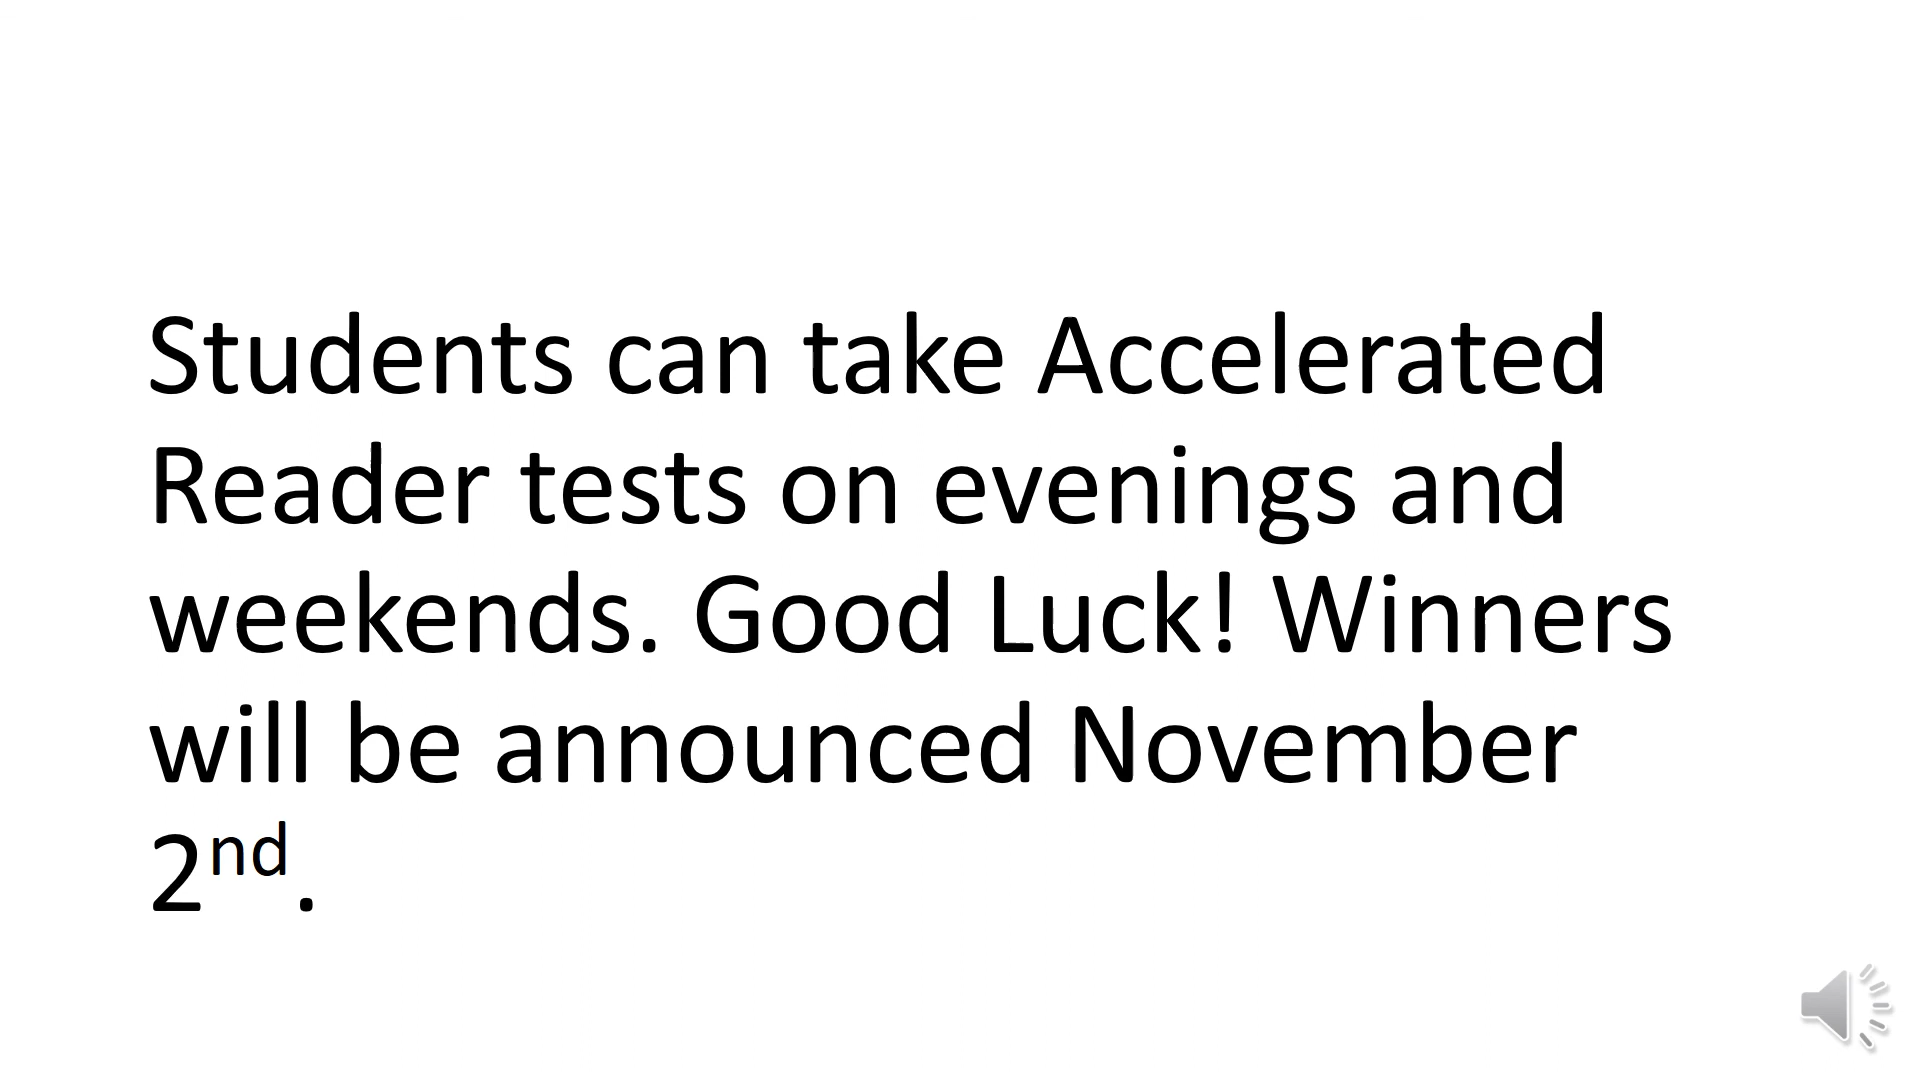 Students can take Accelerated
Reader tests on evenings and
weekends. Good Luck! Winners
will be announced November
2nd.